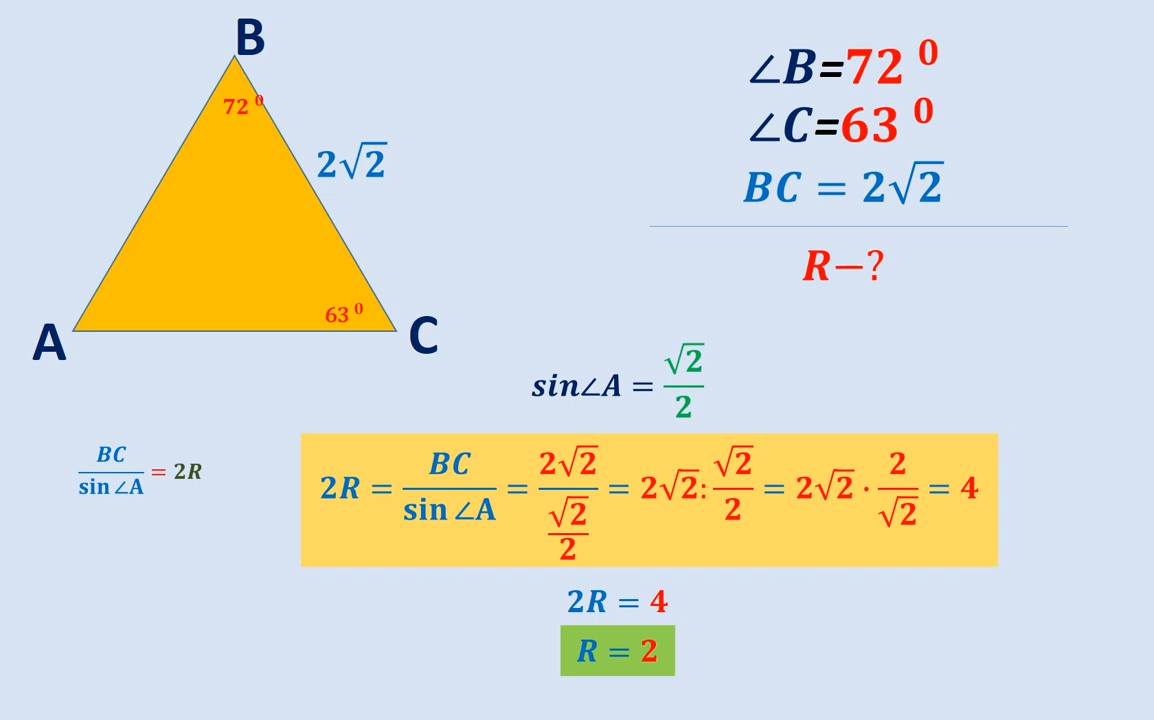 B
72⁰
2√2
A
63⁰
C
∠B=72⁰
∠C=63⁰
BC = 2√2
R−?
sin∠A = √2/2
BC/sin ∠A = 2R
2R = BC/sin ∠A = 2√2/(√2/2) = 2√2:√2/2 = 2√2 · 2/√2 = 4
2R = 4
R = 2